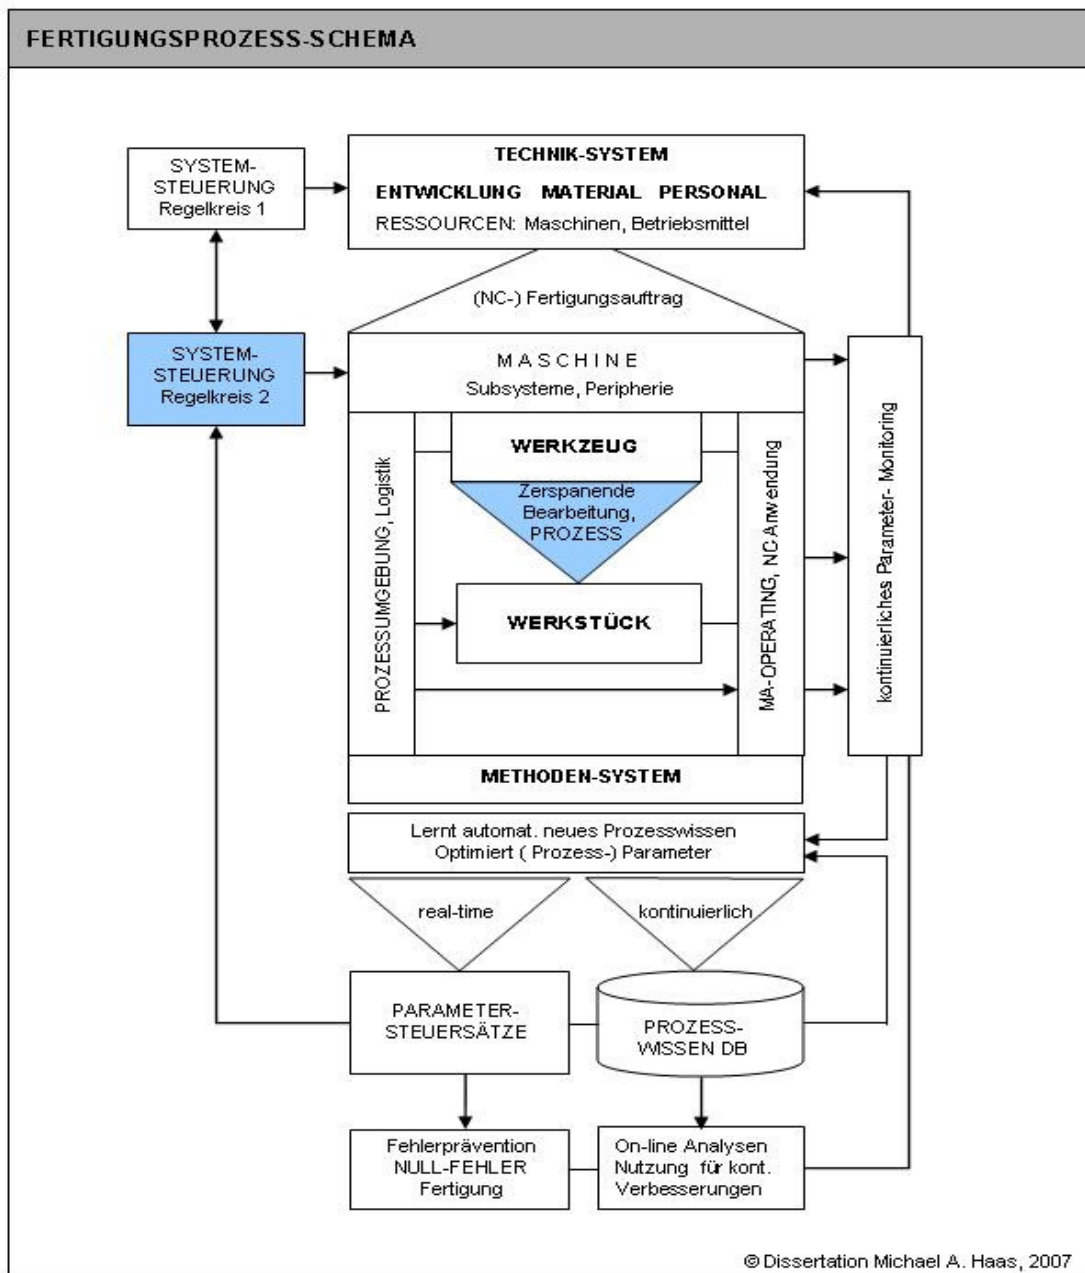 FERTIGUNGSPROZESS-SCHEMA
SYSTEM-
STEUERUNG
Regelkreis 1
TECHNIK-SYSTEM
ENTWICKLUNG MATERIAL PERSONAL
RESSOURCEN: Maschinen, Betriebsmittel
(NC-) Fertigungsauftrag
SYSTEM-
STEUERUNG
Regelkreis 2
M A S C H I N E
Subsysteme, Peripherie
PROZESSUMGEBUNG, Logistik
WERKZEUG
Zerspanende
Bearbeitung,
PROZESS
WERKSTÜCK
MA-OPERATING, NC Anwendung
kontinuierliches Parameter- Monitoring
METHODEN-SYSTEM
Lernt automat. neues Prozesswissen
Optimiert ( Prozess-) Parameter
real-time
kontinuierlich
PARAMETER-
STEUERSÄTZE
PROZESS-
WISSEN DB
Fehlerprävention
NULL-FEHLER
Fertigung
On-line Analysen
Nutzung für kont.
Verbesserungen
© Dissertation Michael A. Haas, 2007